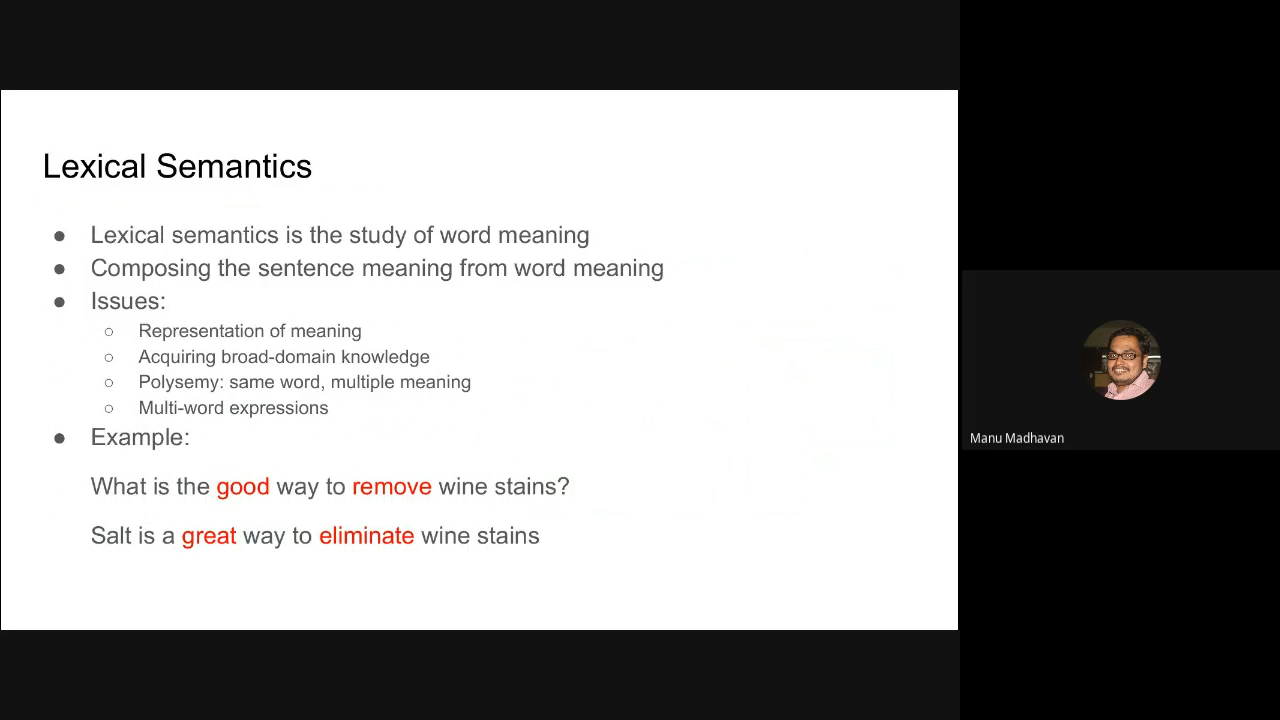 Lexical Semantics
● Lexical semantics is the study of word meaning
● Composing the sentence meaning from word meaning
● Issues:
○ Representation of meaning
○ Acquiring broad-domain knowledge
○ Polysemy: same word, multiple meaning
○ Multi-word expressions
● Example:
What is the good way to remove wine stains?
Salt is a great way to eliminate wine stains
Manu Madhavan